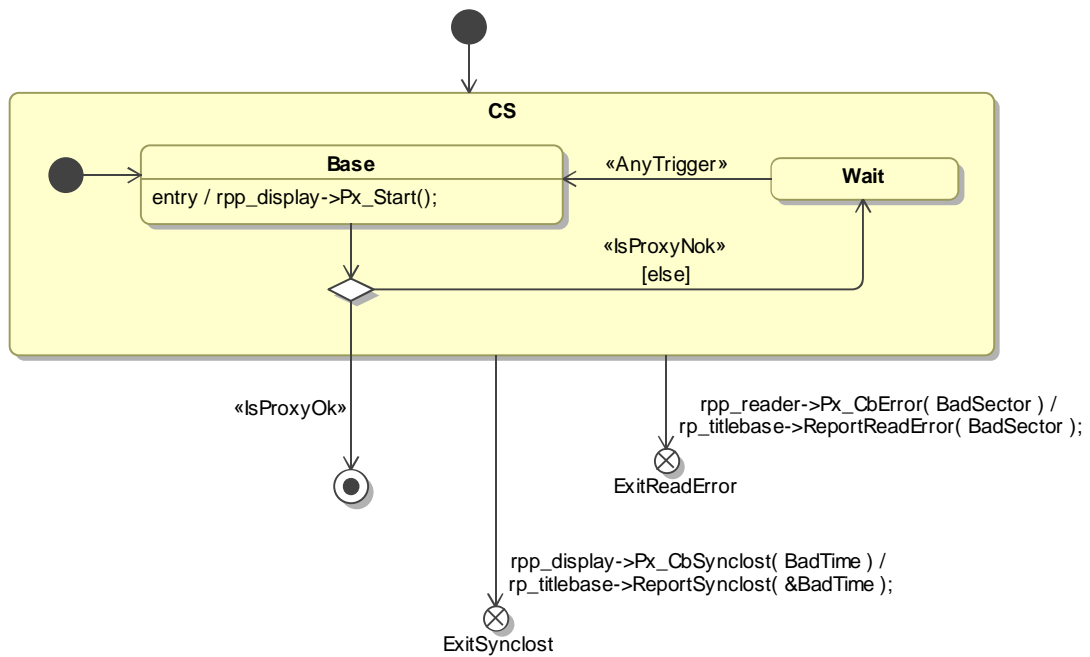 CS
Base
entry / rpp_display->Px_Start();
«AnyTrigger»
Wait
«IsProxyNok»
[else]
«IsProxyOk»
rpp_reader->Px_CbError( BadSector ) /
rp_titlebase->ReportReadError( BadSector );
ExitReadError
rpp_display->Px_CbSynclost( BadTime ) /
rp_titlebase->ReportSynclost( &BadTime );
ExitSynclost